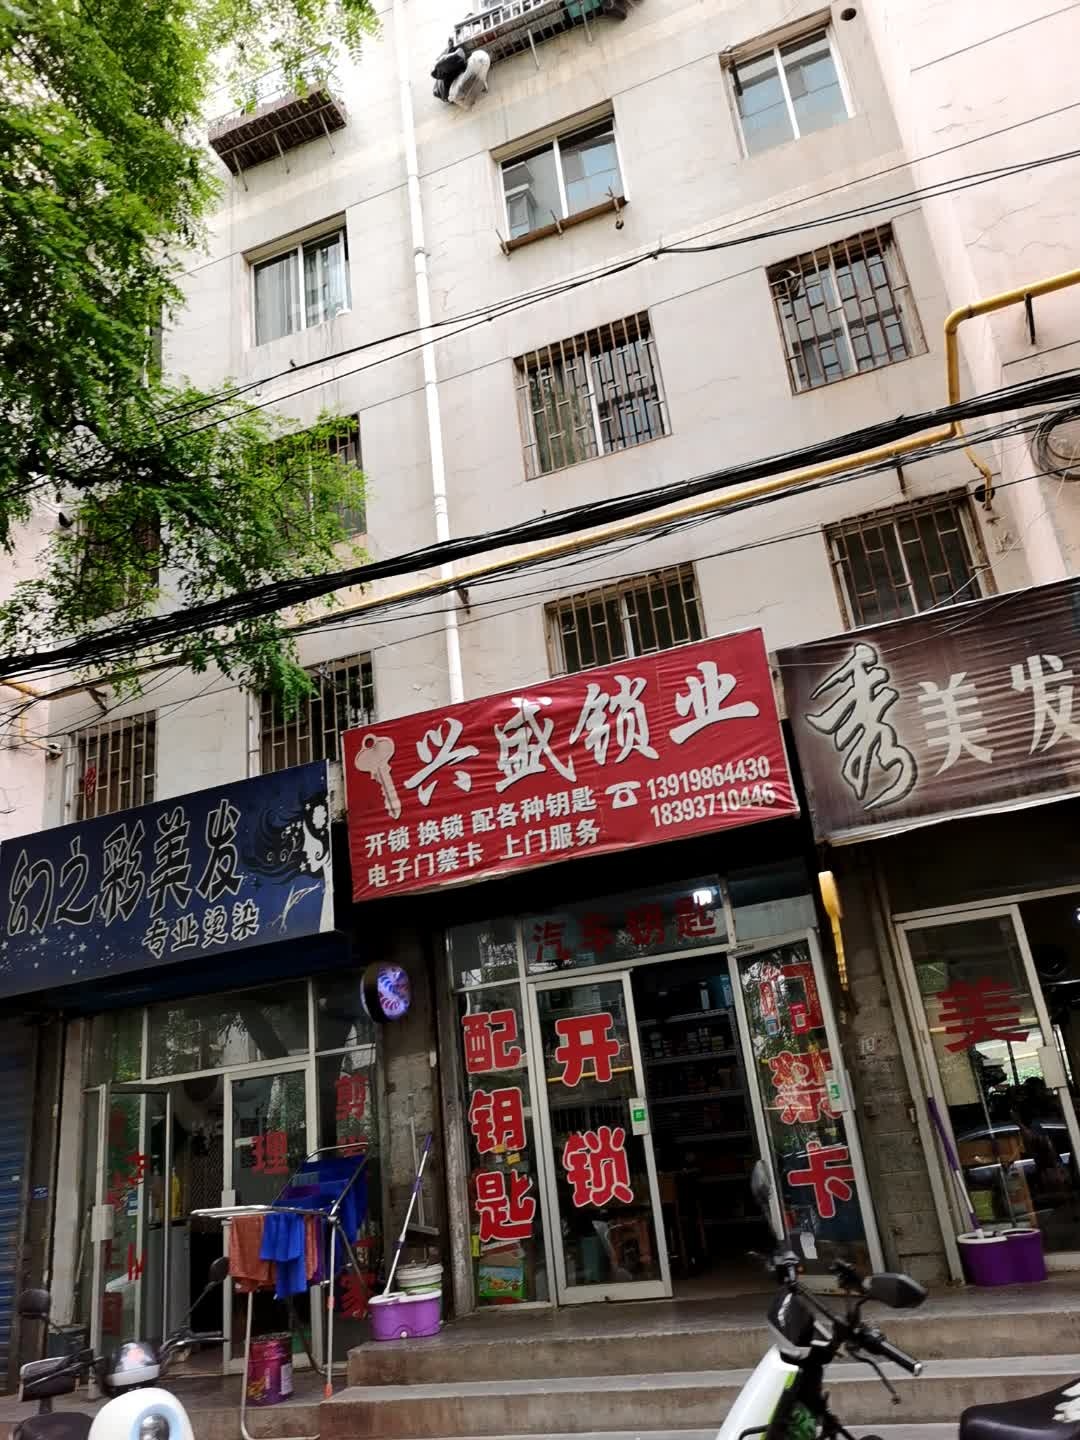 幻之彩美发
专业烫染
兴盛锁业
开锁 换锁 配各种钥匙
电子门禁卡 上门服务
☎13919864430
18393710446
秀美发
汽车钥匙
配钥匙
开锁
门禁卡
理
剪
家
美